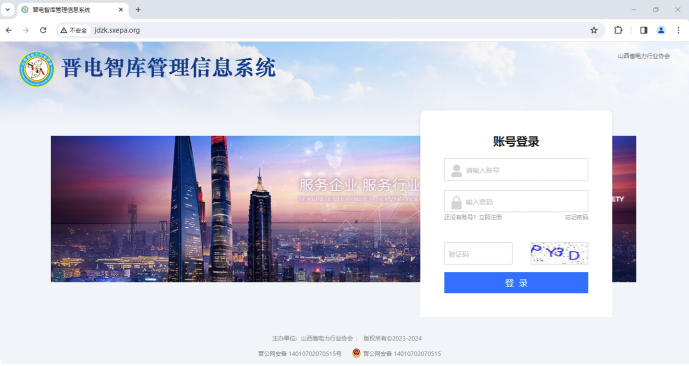 晋电智库管理信息系统
不安全 jdzk.sxepa.org
晋电智库管理信息系统
山西省电力行业协会
服务企业 服务行业
账号登录
请输入账号
输入密码
还没有账号？立即注册 忘记密码
验证码 PY3D
登 录
主办单位：山西省电力行业协会 ： 版权所有©2023-2024
晋公网安备 14010702070515号 晋公网安备 14010702070515